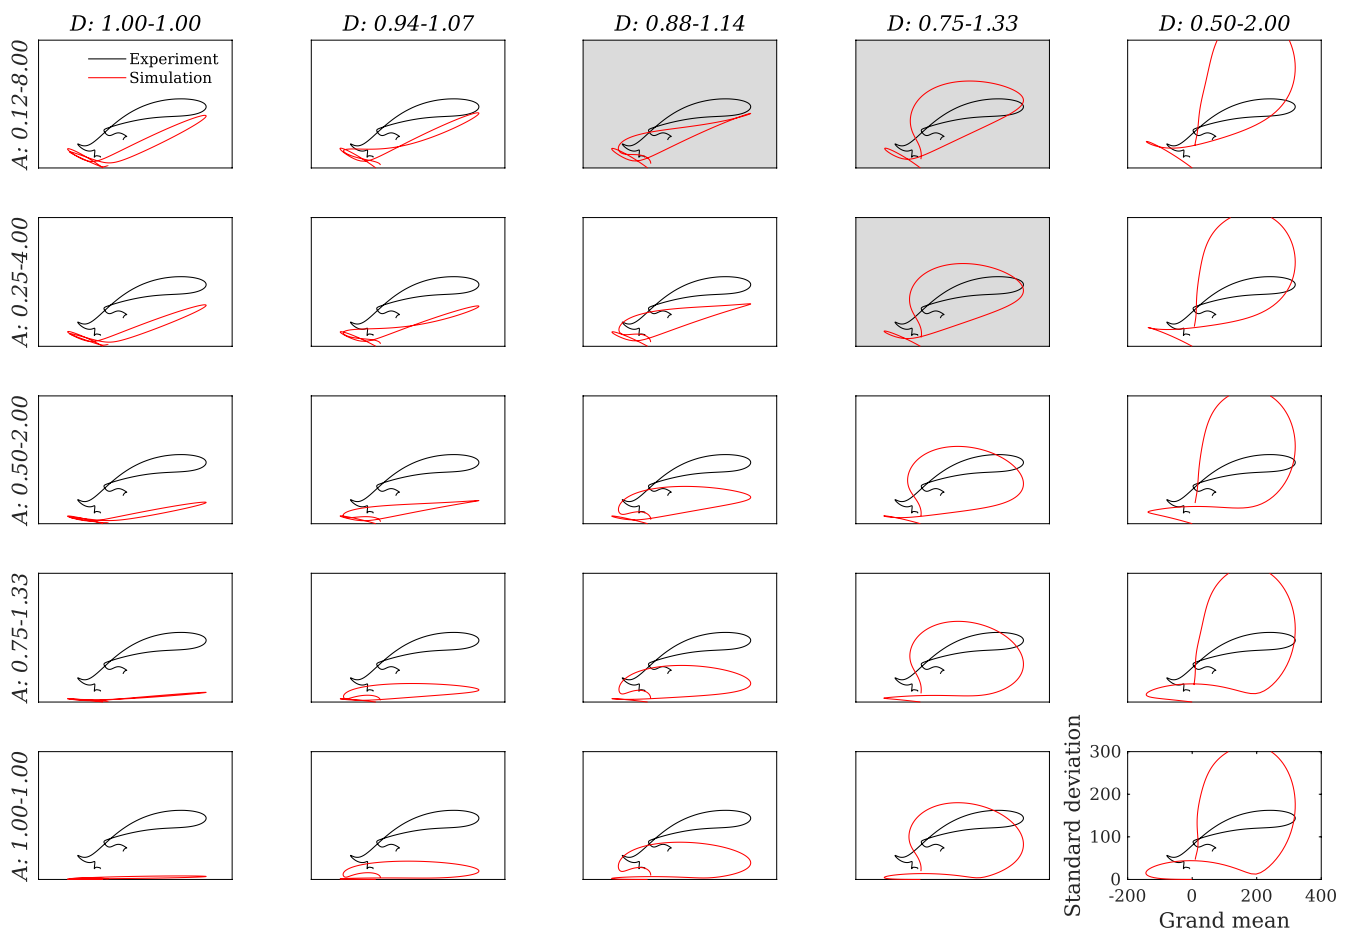 D: 1.00-1.00
D: 0.94-1.07
D: 0.88-1.14
D: 0.75-1.33
D: 0.50-2.00
A: 0.12-8.00
Experiment
Simulation
A: 0.25-4.00
A: 0.50-2.00
A: 0.75-1.33
A: 1.00-1.00
Standard deviation
300
200
100
0
-200
0
200
400
Grand mean